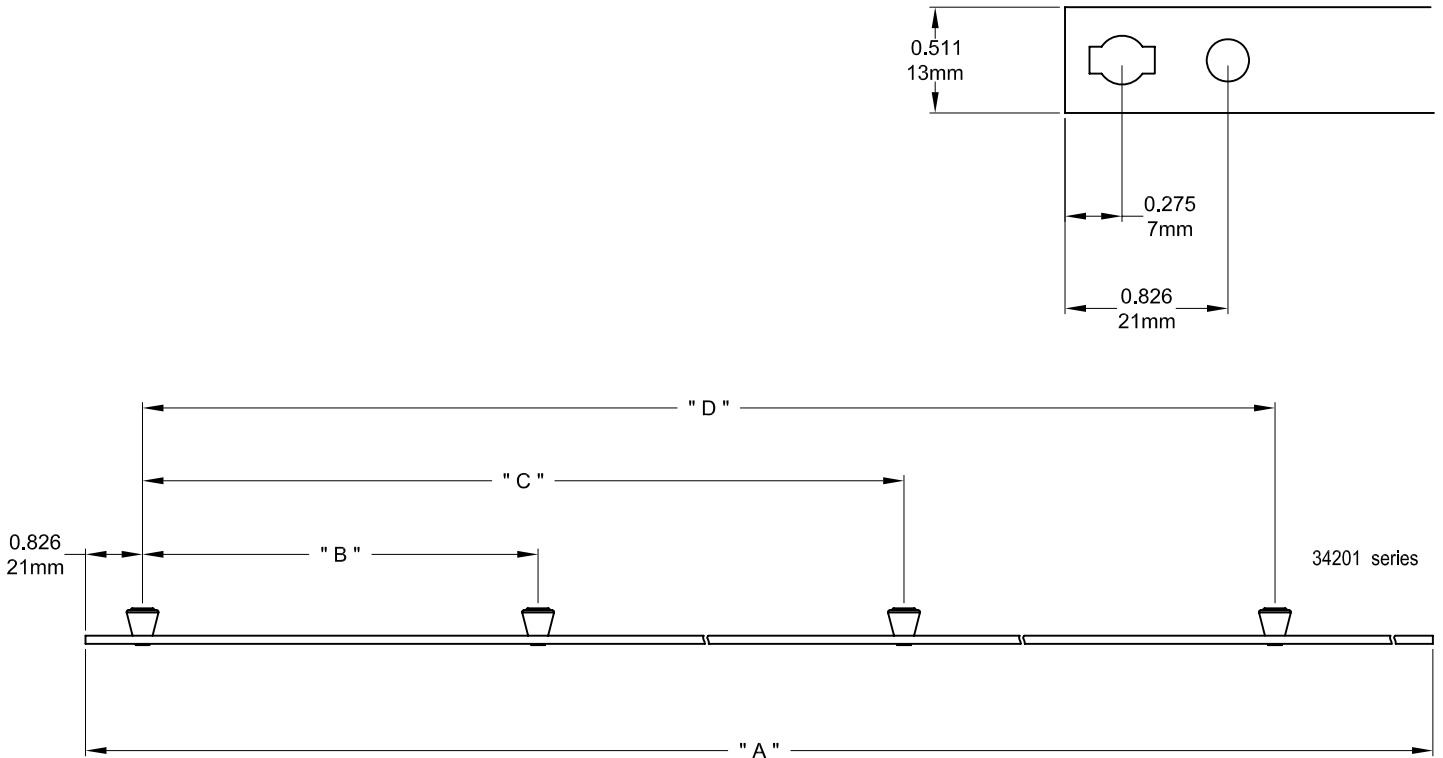 0.511
13mm
0.275
7mm
0.826
21mm
" D "
" C "
0.826
21mm
" B "
34201 series
" A "